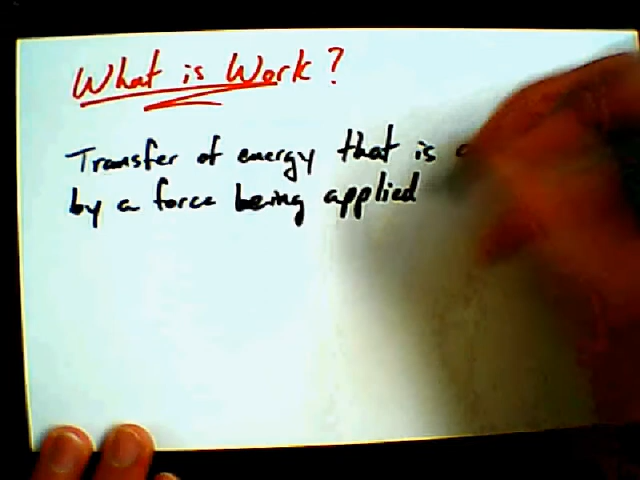 What is Work?
Transfer of energy that is
by a force being applied